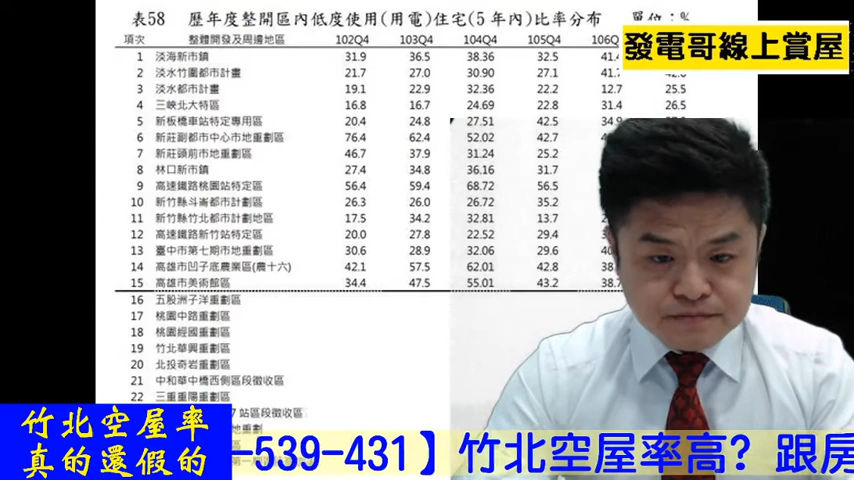 表58 歷年度整開區內低度使用(用電)住宅(5年內)比率分布 單位：%
項次 整體開發及周邊地區 102Q4 103Q4 104Q4 105Q4 106Q
1 淡海新市鎮 31.9 36.5 38.36 32.5 41.4
2 淡水竹圍都市計畫 21.7 27.0 30.90 27.1 41.7
3 淡水都市計畫 19.1 22.9 32.36 22.2 12.7 25.5
4 三峽北大特區 16.8 16.7 24.69 22.8 31.4 26.5
5 新板橋車站特定專用區 20.4 24.8 27.51 42.5 34.9
6 新莊副都市中心市地重劃區 76.4 62.4 52.02 42.7
7 新莊頭前市地重劃區 46.7 37.9 31.24 25.2
8 林口新市鎮 27.4 34.8 36.16 31.7
9 高速鐵路桃園站特定區 56.4 59.4 68.72 56.5
10 新竹縣斗崙都市計劃區 26.3 26.0 26.72 35.2
11 新竹縣竹北都市計劃地區 17.5 34.2 32.81 13.7
12 高速鐵路新竹站特定區 20.0 27.8 22.52 29.4
13 臺中市第七期市地重劃區 30.6 28.9 32.06 29.6 40
14 高雄市凹子底農業區(農十六) 42.1 57.5 62.01 42.8 38
15 高雄市美術館區 34.4 47.5 55.01 43.2 38.7
16 五股洲子洋重劃區
17 桃園中路重劃區
18 桃園經國重劃區
19 竹北華興重劃區
20 北投奇岩重劃區
21 中和華中橋西側區段徵收區
22 三重重陽重劃區
7 站區段徵收區
市地重劃
發電哥線上賞屋
竹北空屋率
真的還假的
-539-431】竹北空屋率高？跟房